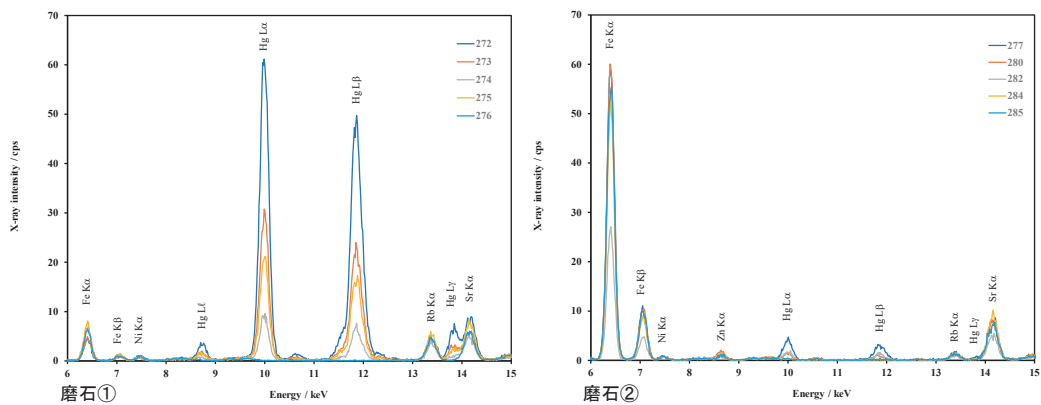 70
60
50
40
30
20
10
0
X-ray intensity / cps
Fe Kα
Fe Kβ
Ni Kα
Hg Lℓ
Hg Lα
Hg Lβ
Rb Kα
Hg Lγ
Sr Kα
272
273
274
275
276
6 7 8 9 10 11 12 13 14 15
Energy / keV
磨石①
70
60
50
40
30
20
10
0
X-ray intensity / cps
Fe Kα
Fe Kβ
Ni Kα
Zn Kα
Hg Lα
Hg Lβ
Rb Kα
Hg Lγ
Sr Kα
277
280
282
284
285
6 7 8 9 10 11 12 13 14 15
Energy / keV
磨石②